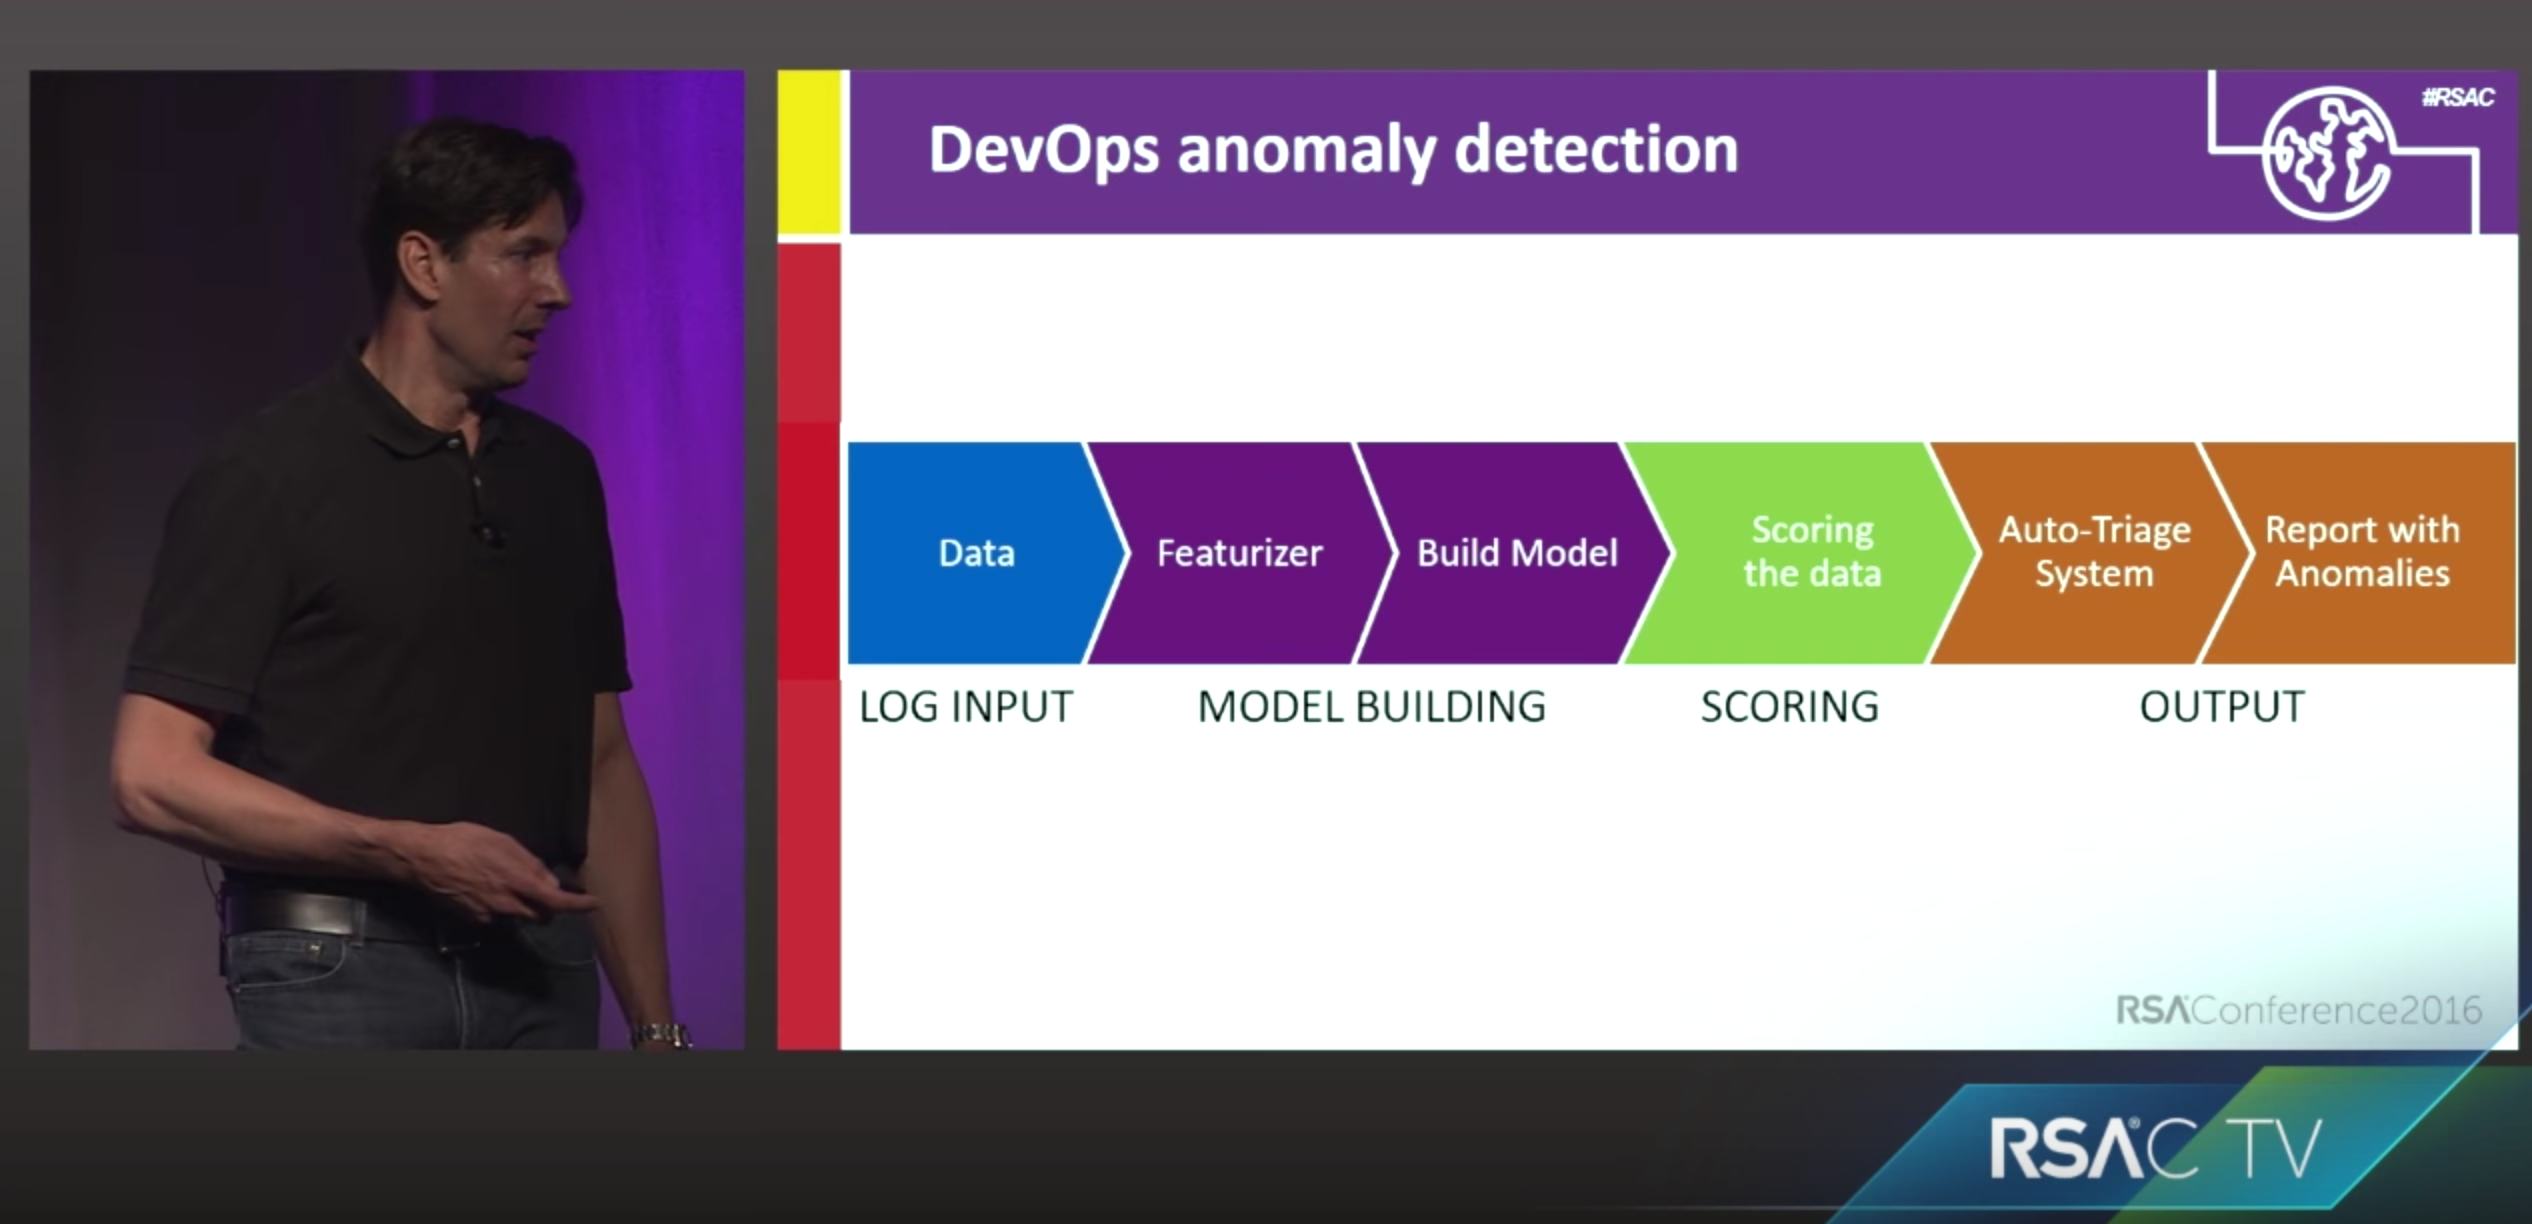 DevOps anomaly detection
#RSAC
Data
Featurizer
Build Model
Scoring
the data
Auto-Triage
System
Report with
Anomalies
LOG INPUT
MODEL BUILDING
SCORING
OUTPUT
RSAConference2016
RSA®C TV